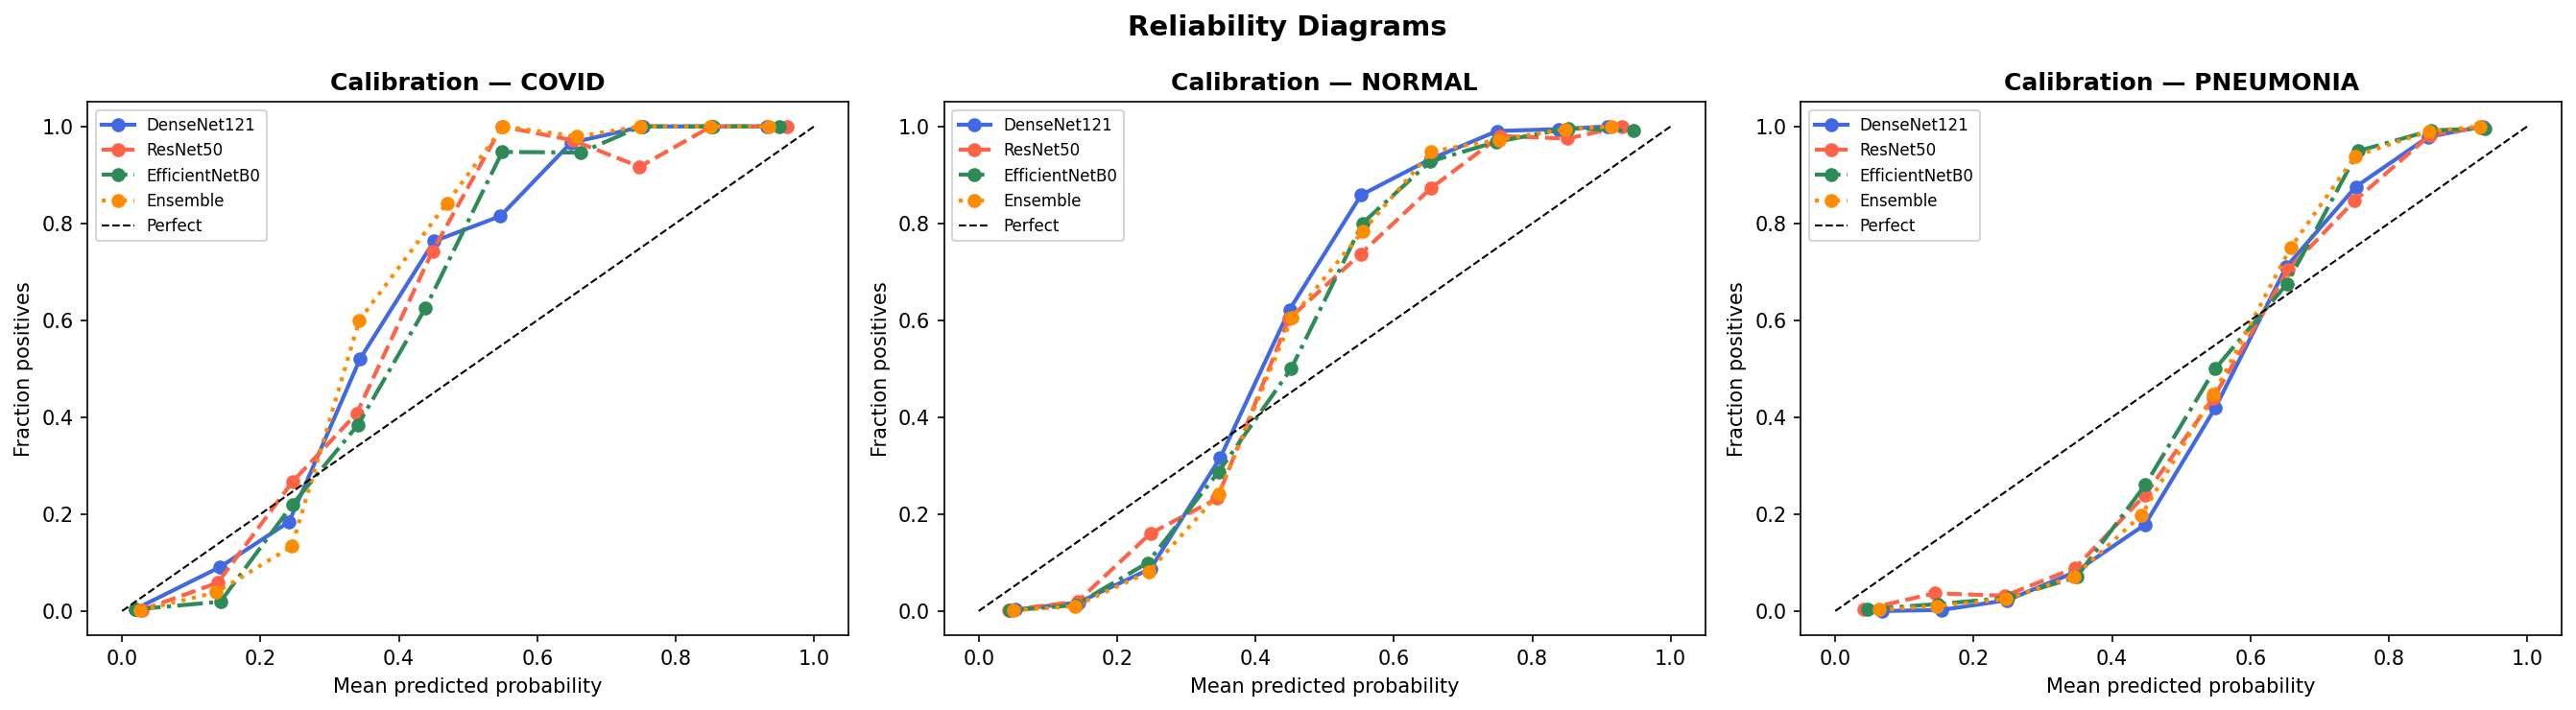 Reliability Diagrams
Calibration — COVID
DenseNet121
ResNet50
EfficientNetB0
Ensemble
Perfect
1.0
0.8
0.6
0.4
0.2
0.0
Fraction positives
0.0 0.2 0.4 0.6 0.8 1.0
Mean predicted probability
Calibration — NORMAL
DenseNet121
ResNet50
EfficientNetB0
Ensemble
Perfect
1.0
0.8
0.6
0.4
0.2
0.0
Fraction positives
0.0 0.2 0.4 0.6 0.8 1.0
Mean predicted probability
Calibration — PNEUMONIA
DenseNet121
ResNet50
EfficientNetB0
Ensemble
Perfect
1.0
0.8
0.6
0.4
0.2
0.0
Fraction positives
0.0 0.2 0.4 0.6 0.8 1.0
Mean predicted probability